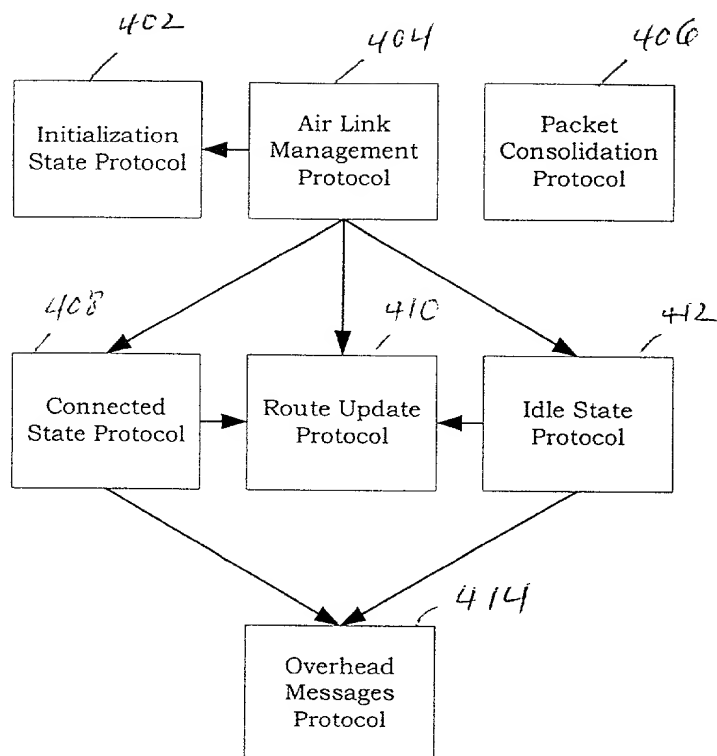 402
404
406
Initialization
State Protocol
Air Link
Management
Protocol
Packet
Consolidation
Protocol
408
410
412
Connected
State Protocol
Route Update
Protocol
Idle State
Protocol
414
Overhead
Messages
Protocol